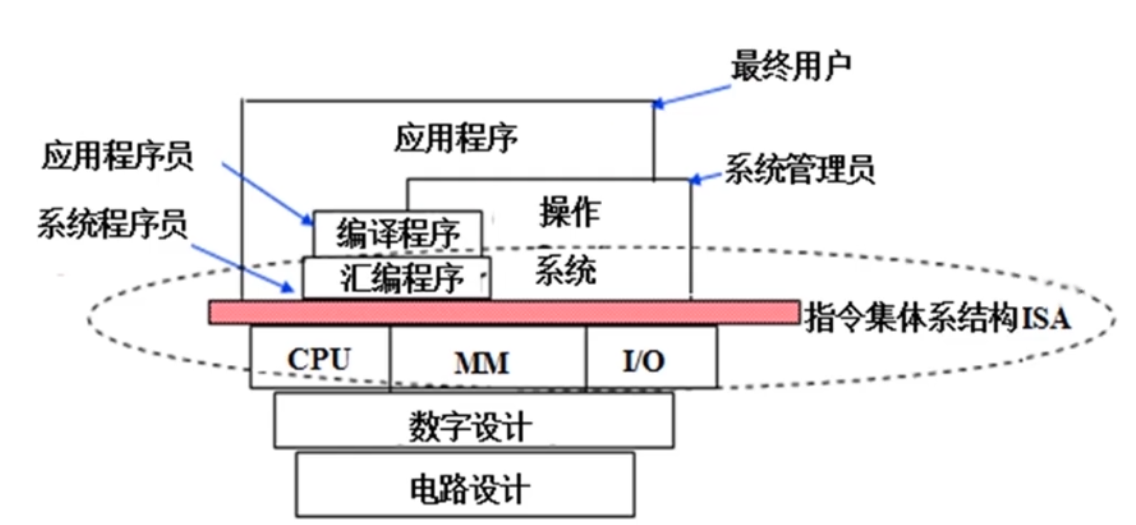 最终用户
应用程序
应用程序员
系统管理员
操作
系统程序员
编译程序
系统
汇编程序
指令集体系结构ISA
CPU
MM
I/O
数字设计
电路设计